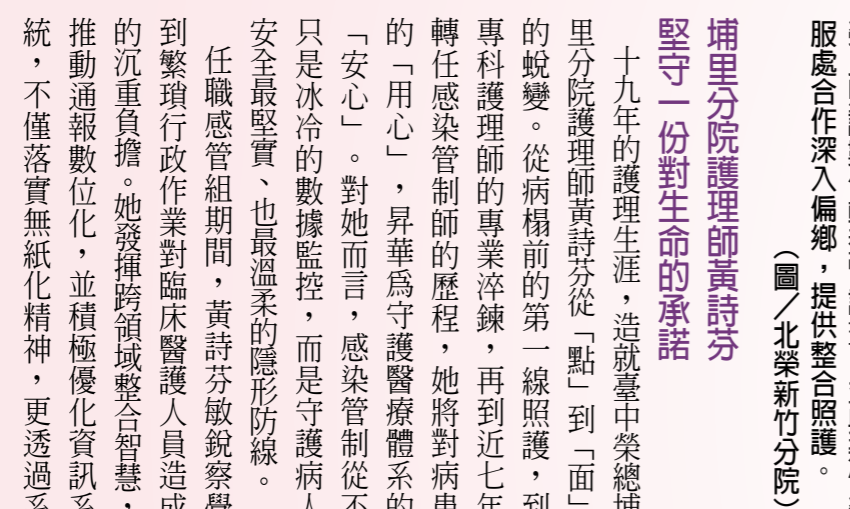 服處合作深入偏鄉，提供整合照護。
（圖／北榮新竹分院）
埔里分院護理師黃詩芬
堅守一份對生命的承諾
十九年的護理生涯，造就臺中榮總埔
里分院護理師黃詩芬從「點」到「面」
的蛻變。從病榻前的第一線照護，到
專科護理師的專業淬鍊，再到近七年
轉任感染管制師的歷程，她將對病患
的「用心」，昇華為守護醫療體系的
「安心」。對她而言，感染管制從不
只是冰冷的數據監控，而是守護病人
安全最堅實、也最溫柔的隱形防線。
任職感管組期間，黃詩芬敏銳察覺
到繁瑣行政作業對臨床醫護人員造成
的沉重負擔。她發揮跨領域整合智慧，
推動通報數位化，並積極優化資訊系
統，不僅落實無紙化精神，更透過系